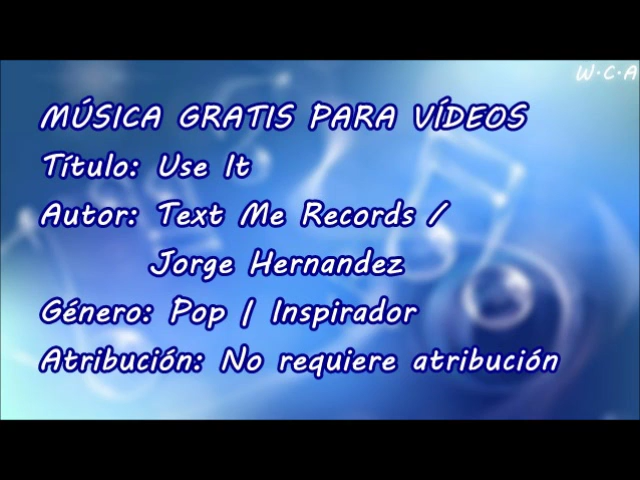 W·C·A
MÚSICA GRATIS PARA VÍDEOS
Título: Use It
Autor: Text Me Records /
Jorge Hernandez
Género: Pop / Inspirador
Atribución: No requiere atribución